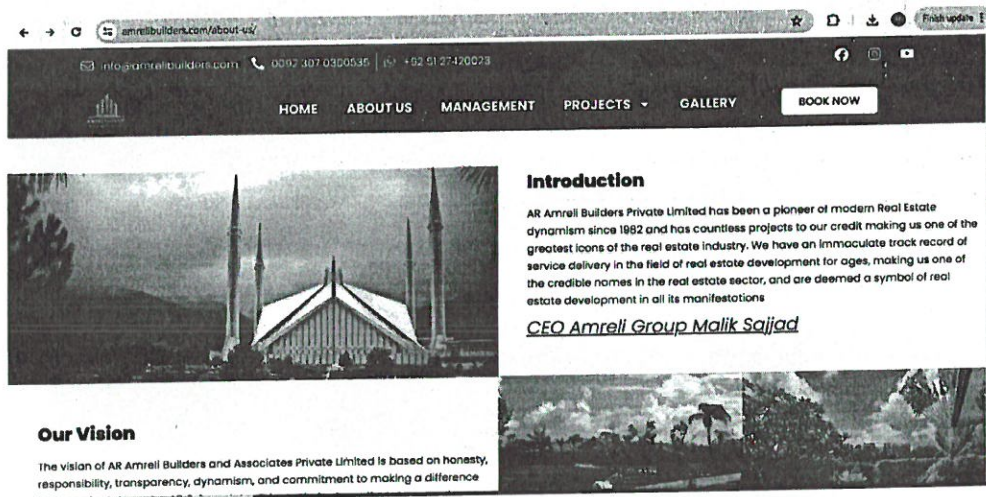 amrelibuilders.com/about-us/
Finish update
info@amrelibuilders.com 0092 307 0300535 +92 51 27420023
HOME ABOUT US MANAGEMENT PROJECTS GALLERY BOOK NOW
Introduction
AR Amreli Builders Private Limited has been a pioneer of modern Real Estate
dynamism since 1982 and has countless projects to our credit making us one of the
greatest icons of the real estate industry. We have an immaculate track record of
service delivery in the field of real estate development for ages, making us one of
the credible names in the real estate sector, and are deemed a symbol of real
estate development in all its manifestations
CEO Amreli Group Malik Sajjad
Our Vision
The vision of AR Amreli Builders and Associates Private Limited is based on honesty,
responsibility, transparency, dynamism, and commitment to making a difference